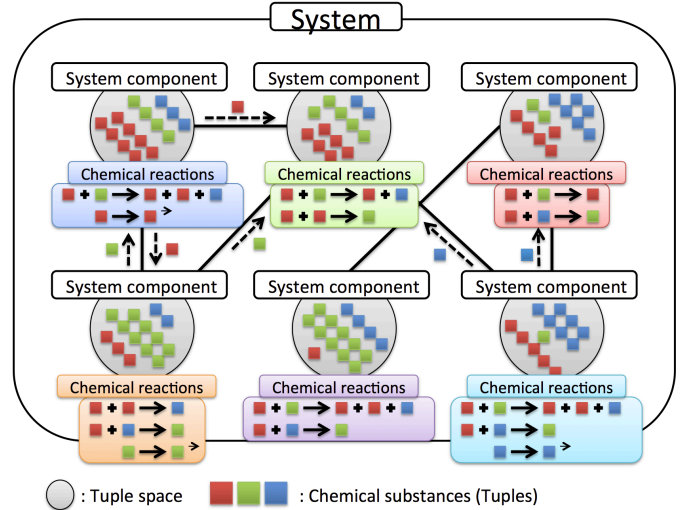 System
System component
System component
System component
Chemical reactions
Chemical reactions
Chemical reactions
System component
System component
System component
Chemical reactions
Chemical reactions
Chemical reactions
: Tuple space
: Chemical substances (Tuples)